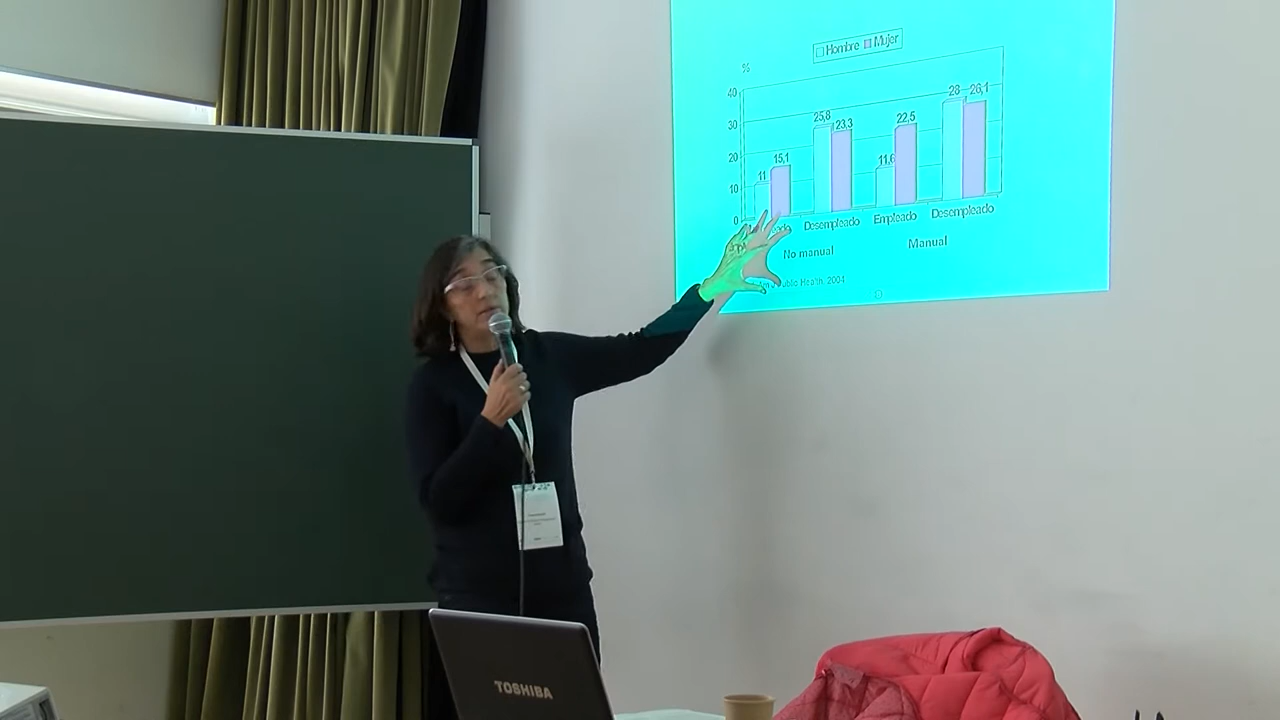 Hombre Mujer
%
40
30
20
10
0
11 15,1 25,8 23,3 11,6 22,5 28 26,1
Desempleado Empleado Desempleado
No manual Manual
Public Health, 2004
TOSHIBA